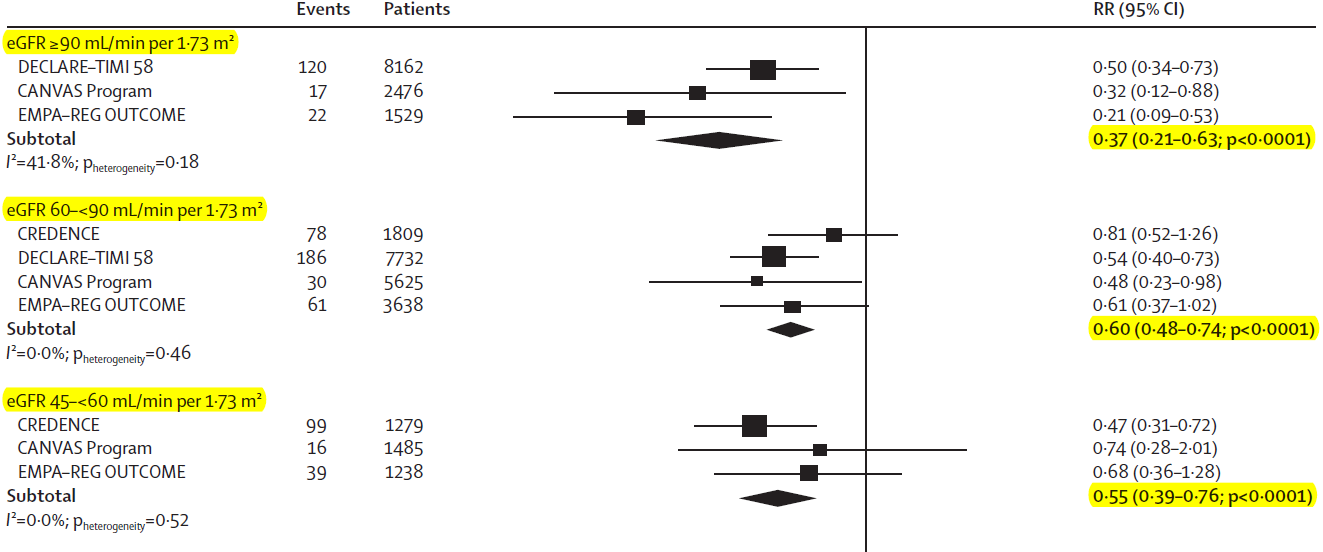 Events Patients RR (95% CI)
eGFR ≥90 mL/min per 1·73 m²
DECLARE–TIMI 58 120 8162 0·50 (0·34–0·73)
CANVAS Program 17 2476 0·32 (0·12–0·88)
EMPA–REG OUTCOME 22 1529 0·21 (0·09–0·53)
Subtotal 0·37 (0·21–0·63; p<0·0001)
I²=41·8%; pheterogeneity=0·18
eGFR 60–<90 mL/min per 1·73 m²
CREDENCE 78 1809 0·81 (0·52–1·26)
DECLARE–TIMI 58 186 7732 0·54 (0·40–0·73)
CANVAS Program 30 5625 0·48 (0·23–0·98)
EMPA–REG OUTCOME 61 3638 0·61 (0·37–1·02)
Subtotal 0·60 (0·48–0·74; p<0·0001)
I²=0·0%; pheterogeneity=0·46
eGFR 45–<60 mL/min per 1·73 m²
CREDENCE 99 1279 0·47 (0·31–0·72)
CANVAS Program 16 1485 0·74 (0·28–2·01)
EMPA–REG OUTCOME 39 1238 0·68 (0·36–1·28)
Subtotal 0·55 (0·39–0·76; p<0·0001)
I²=0·0%; pheterogeneity=0·52